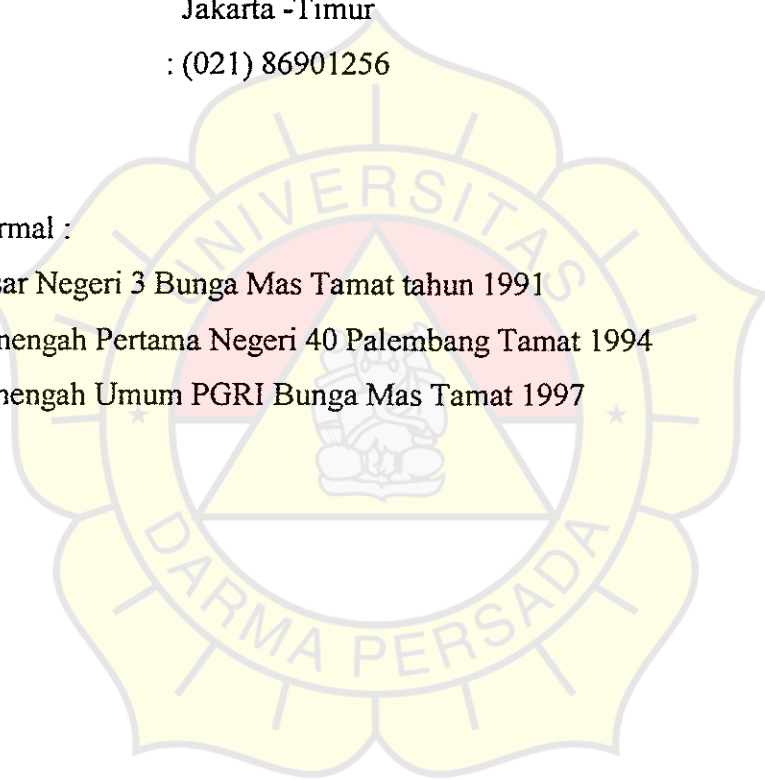 Jakarta -Timur
: (021) 86901256
rmal :
sar Negeri 3 Bunga Mas Tamat tahun 1991
nengah Pertama Negeri 40 Palembang Tamat 1994
nengah Umum PGRI Bunga Mas Tamat 1997
UNIVERSITAS
DARMA PERSADA